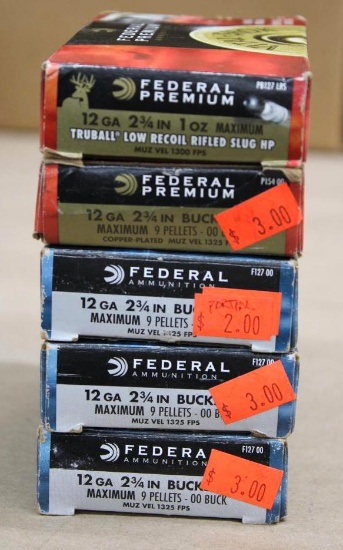 FEDERAL
PREMIUM
PB127 LRS
12 GA 2¾ IN 1 OZ MAXIMUM
TRUBALL® LOW RECOIL RIFLED SLUG HP
MUZ VEL 1300 FPS
FEDERAL
PREMIUM
P154 00
12 GA 2¾ IN BUCK
MAXIMUM 9 PELLETS - 00
COPPER-PLATED MUZ VEL 1325
$ 3.00
FEDERAL
AMMUNITION
F127 00
12 GA 2¾ IN BUC
MAXIMUM 9 PELLETS
MUZ VEL 1325 FPS
$ 2.00
FEDERAL
AMMUNITION
F127 00
12 GA 2¾ IN BUCK
MAXIMUM 9 PELLETS - 00 B
MUZ VEL 1325 FPS
$ 3.00
FEDERAL
AMMUNITION
F127 00
12 GA 2¾ IN BUCK
MAXIMUM 9 PELLETS - 00 BUCK
MUZ VEL 1325 FPS
$ 3.00